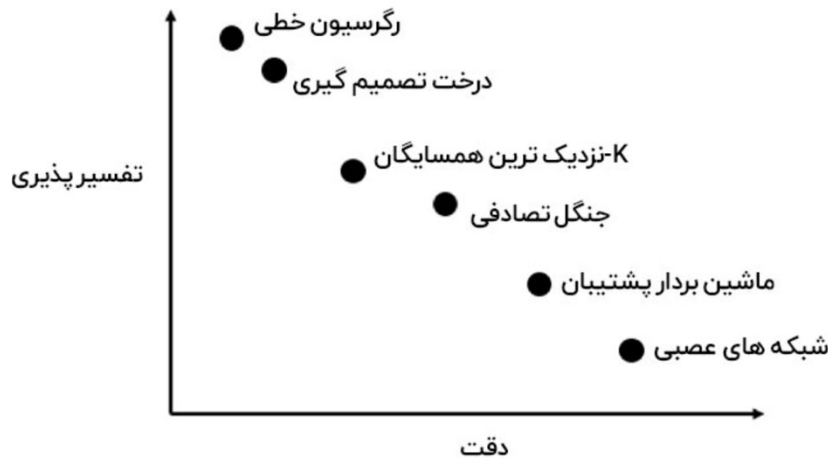 رگرسیون خطی
درخت تصمیم گیری
K-نزدیک ترین همسایگان
تفسیر پذیری
جنگل تصادفی
ماشین بردار پشتیبان
شبکه های عصبی
دقت